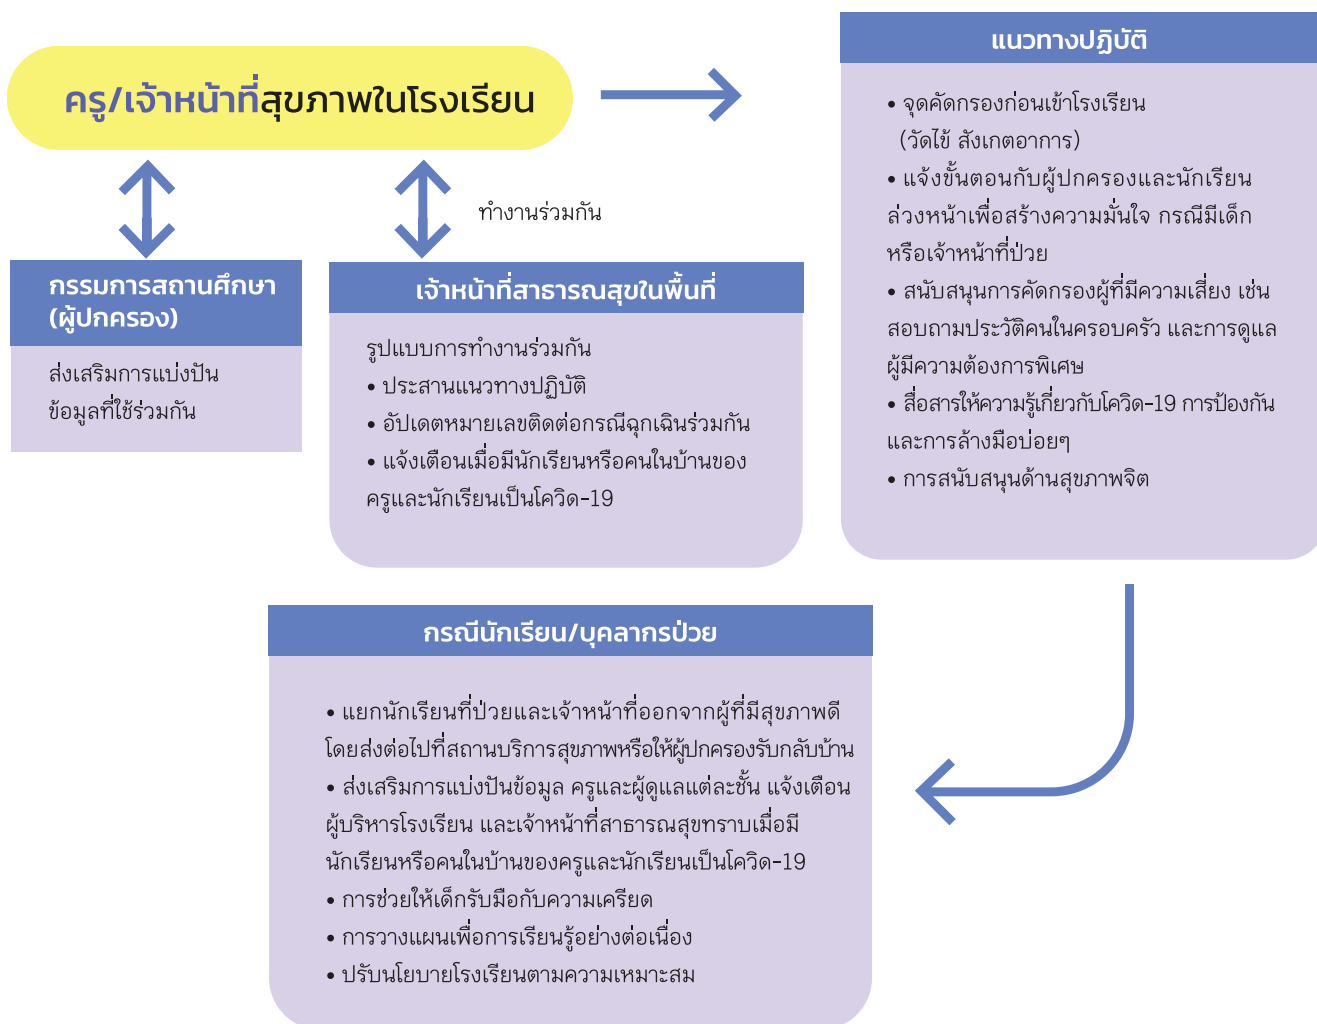 ครู/เจ้าหน้าที่สุขภาพในโรงเรียน
ทำงานร่วมกัน
กรรมการสถานศึกษา
(ผู้ปกครอง)
ส่งเสริมการแบ่งปัน
ข้อมูลที่ใช้ร่วมกัน
เจ้าหน้าที่สาธารณสุขในพื้นที่
รูปแบบการทำงานร่วมกัน
• ประสานแนวทางปฏิบัติ
• อัปเดตหมายเลขติดต่อกรณีฉุกเฉินร่วมกัน
• แจ้งเตือนเมื่อมีนักเรียนหรือคนในบ้านของ
ครูและนักเรียนเป็นโควิด-19
แนวทางปฏิบัติ
• จุดคัดกรองก่อนเข้าโรงเรียน
(วัดไข้ สังเกตอาการ)
• แจ้งขั้นตอนกับผู้ปกครองและนักเรียน
ล่วงหน้าเพื่อสร้างความมั่นใจ กรณีมีเด็ก
หรือเจ้าหน้าที่ป่วย
• สนับสนุนการคัดกรองผู้ที่มีความเสี่ยง เช่น
สอบถามประวัติคนในครอบครัว และการดูแล
ผู้มีความต้องการพิเศษ
• สื่อสารให้ความรู้เกี่ยวกับโควิด-19 การป้องกัน
และการล้างมือบ่อยๆ
• การสนับสนุนด้านสุขภาพจิต
กรณีนักเรียน/บุคลากรป่วย
• แยกนักเรียนที่ป่วยและเจ้าหน้าที่ออกจากผู้ที่มีสุขภาพดี
โดยส่งต่อไปที่สถานบริการสุขภาพหรือให้ผู้ปกครองรับกลับบ้าน
• ส่งเสริมการแบ่งปันข้อมูล ครูและผู้ดูแลแต่ละชั้น แจ้งเตือน
ผู้บริหารโรงเรียน และเจ้าหน้าที่สาธารณสุขทราบเมื่อมี
นักเรียนหรือคนในบ้านของครูและนักเรียนเป็นโควิด-19
• การช่วยให้เด็กรับมือกับความเครียด
• การวางแผนเพื่อการเรียนรู้อย่างต่อเนื่อง
• ปรับนโยบายโรงเรียนตามความเหมาะสม